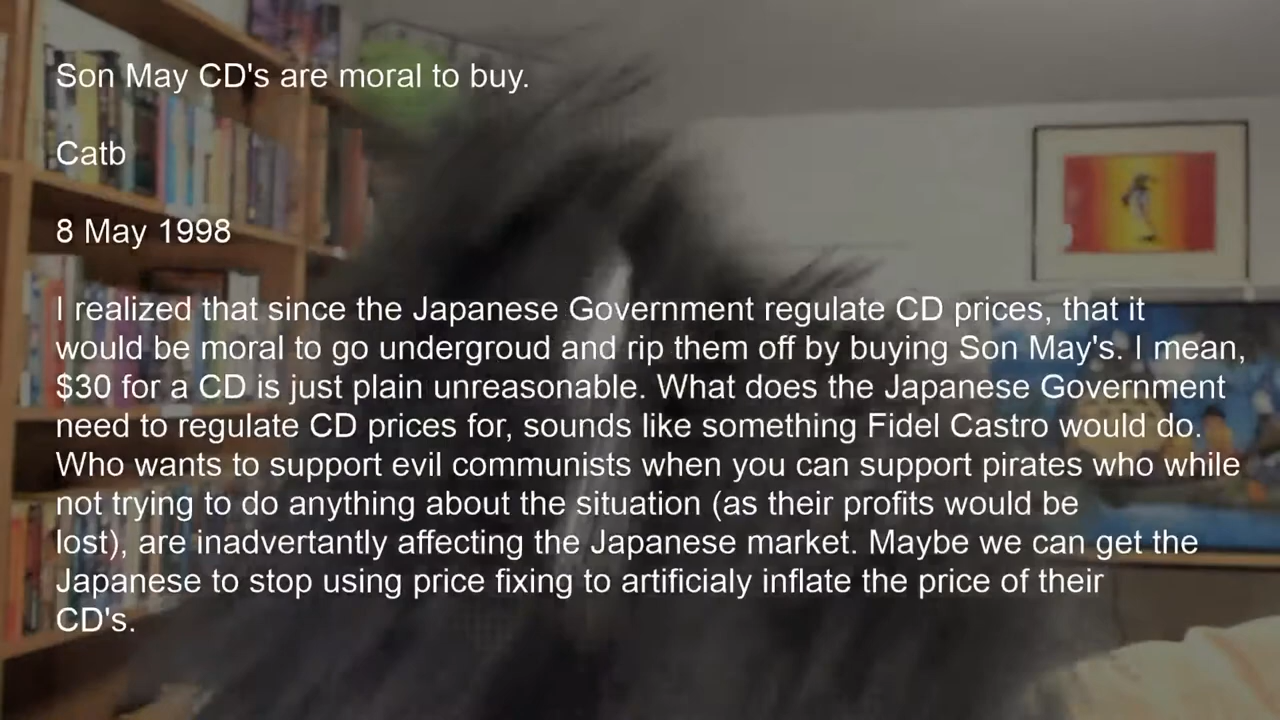 Son May CD's are moral to buy.
Catb
8 May 1998
I realized that since the Japanese Government regulate CD prices, that it
would be moral to go undergroud and rip them off by buying Son May's. I mean,
$30 for a CD is just plain unreasonable. What does the Japanese Government
need to regulate CD prices for, sounds like something Fidel Castro would do.
Who wants to support evil communists when you can support pirates who while
not trying to do anything about the situation (as their profits would be
lost), are inadvertantly affecting the Japanese market. Maybe we can get the
Japanese to stop using price fixing to artificialy inflate the price of their
CD's.